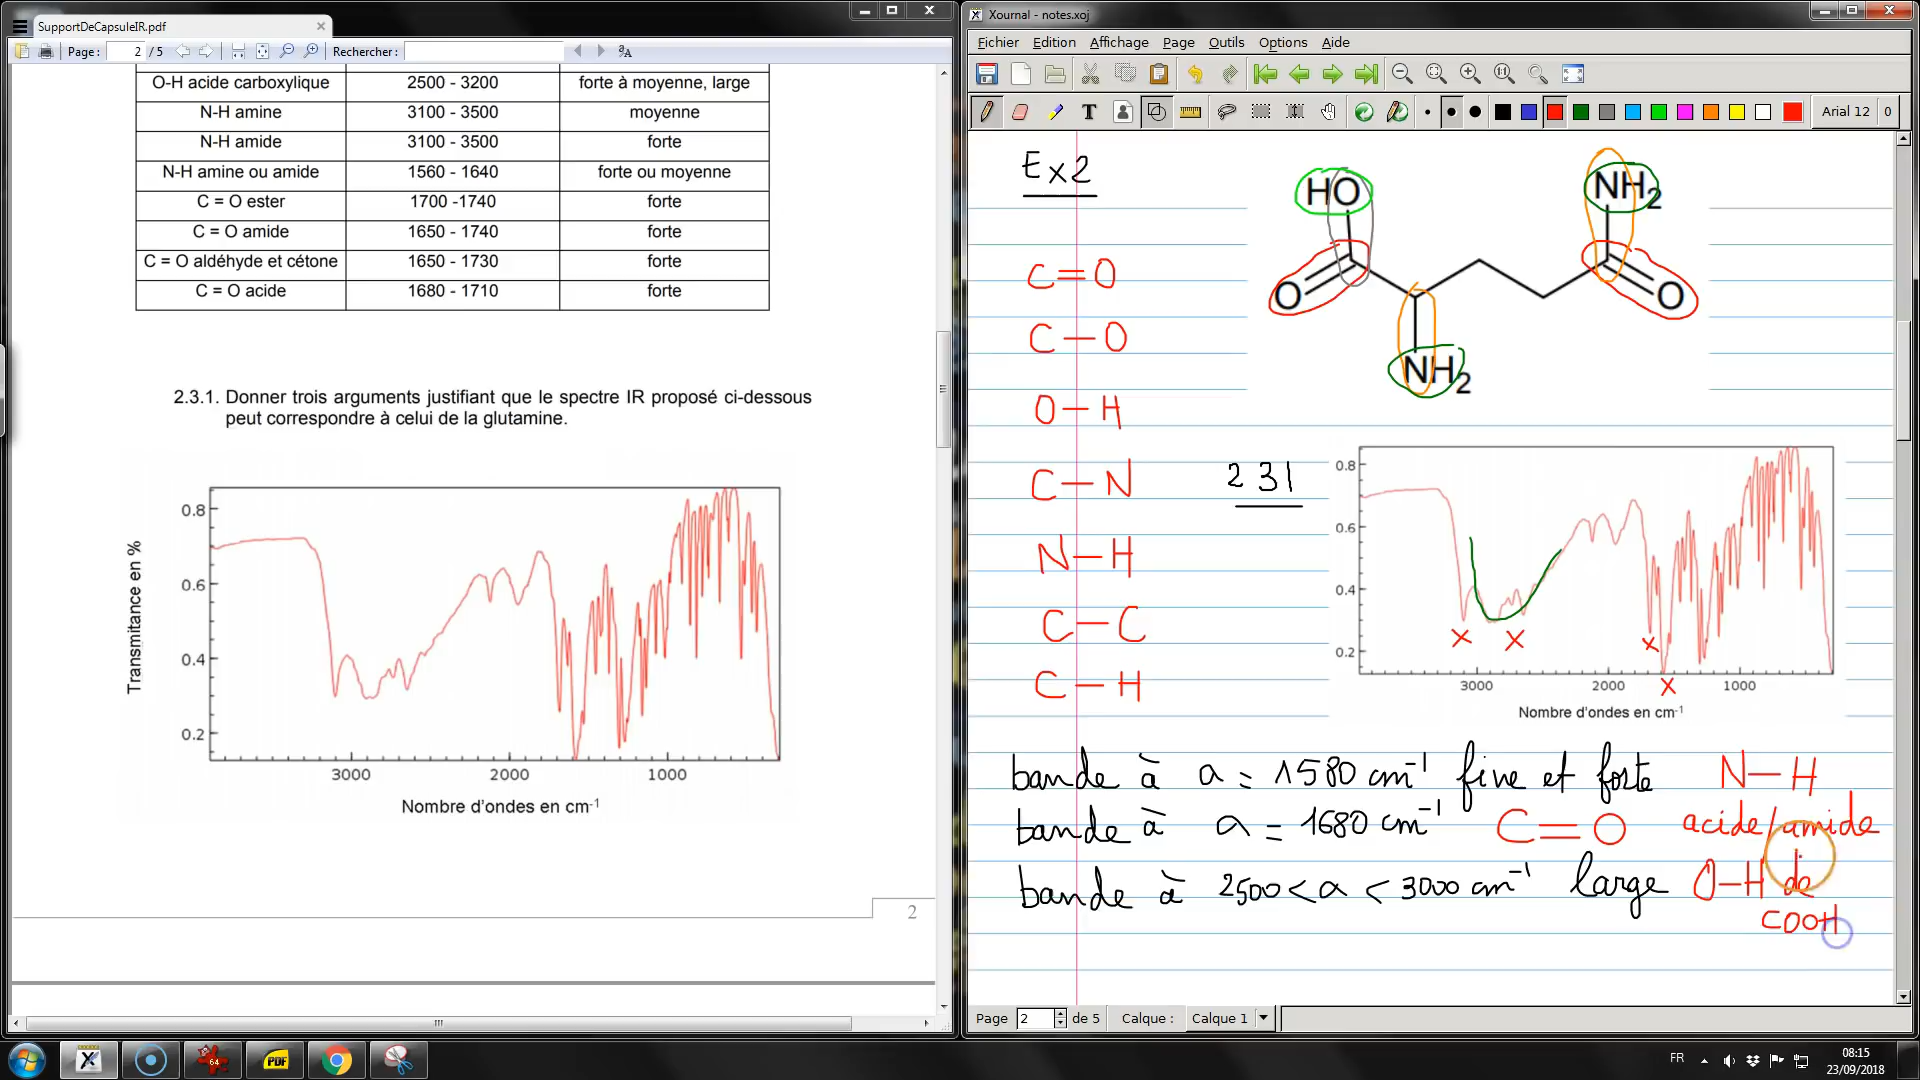 SupportDeCapsuleIR.pdf
Page : 2 / 5 Rechercher :
O-H acide carboxylique 2500 - 3200 forte à moyenne, large
N-H amine 3100 - 3500 moyenne
N-H amide 3100 - 3500 forte
N-H amine ou amide 1560 - 1640 forte ou moyenne
C = O ester 1700 -1740 forte
C = O amide 1650 - 1740 forte
C = O aldéhyde et cétone 1650 - 1730 forte
C = O acide 1680 - 1710 forte
2.3.1. Donner trois arguments justifiant que le spectre IR proposé ci-dessous
peut correspondre à celui de la glutamine.
Transmitance en %
0.8
0.6
0.4
0.2
3000 2000 1000
Nombre d'ondes en cm-1
2
Xournal - notes.xoj
Fichier Edition Affichage Page Outils Options Aide
Arial 12 0
Ex2
HO NH2
O O
NH2
C=O
C-O
O-H
C-N
N-H
C-C
C-H
231
0.8
0.6
0.4
0.2
3000 2000 1000
Nombre d'ondes en cm-1
bande à a = 1580 cm-1 fine et forte N-H
bande à a = 1680 cm-1 C=O acide/amide
bande à 2500 < a < 3000 cm-1 large O-H de
COOH
Page 2 de 5 Calque : Calque 1
64
PDF
FR
08:15
23/09/2018